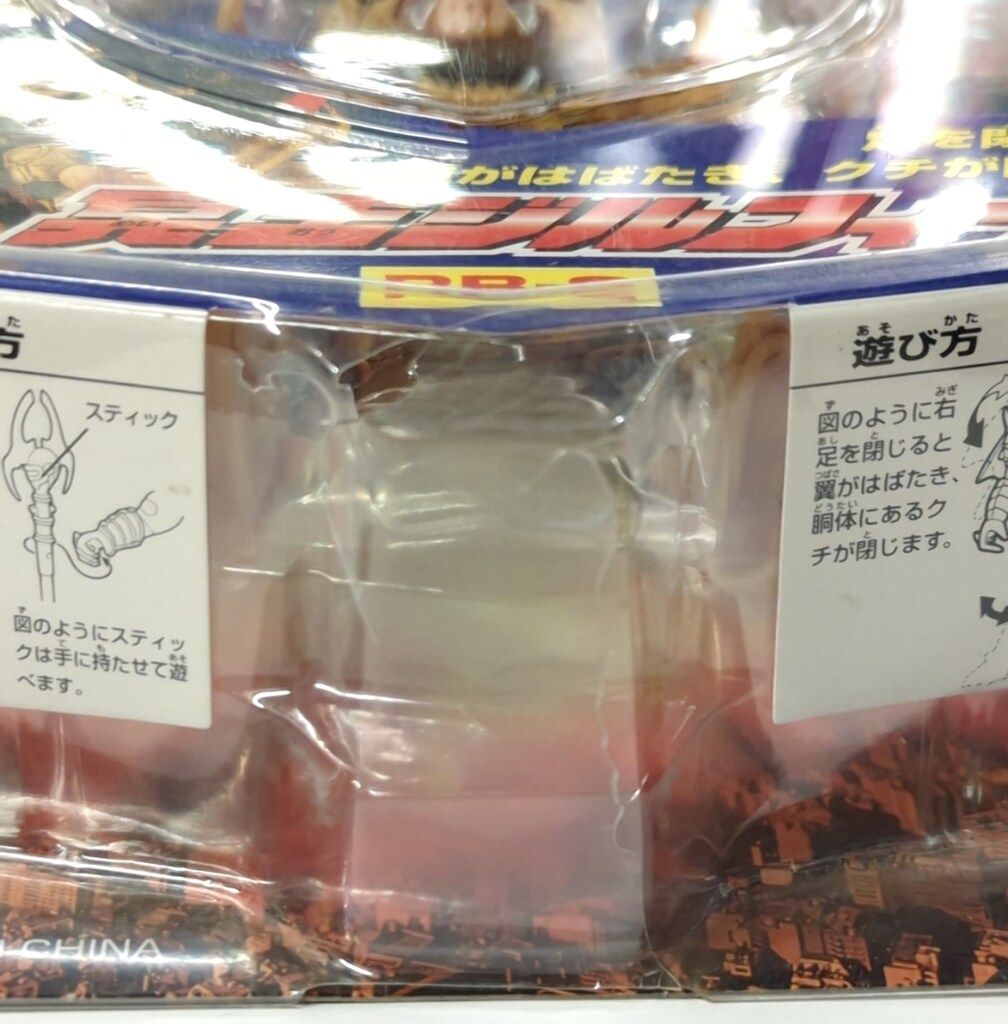 がはばたき、クチが
方
遊び方
スティック
図のように右
足を閉じると
翼がはばたき、
胴体にあるク
チが閉じます。
図のようにスティッ
クは手に持たせて遊
べます。
CHINA